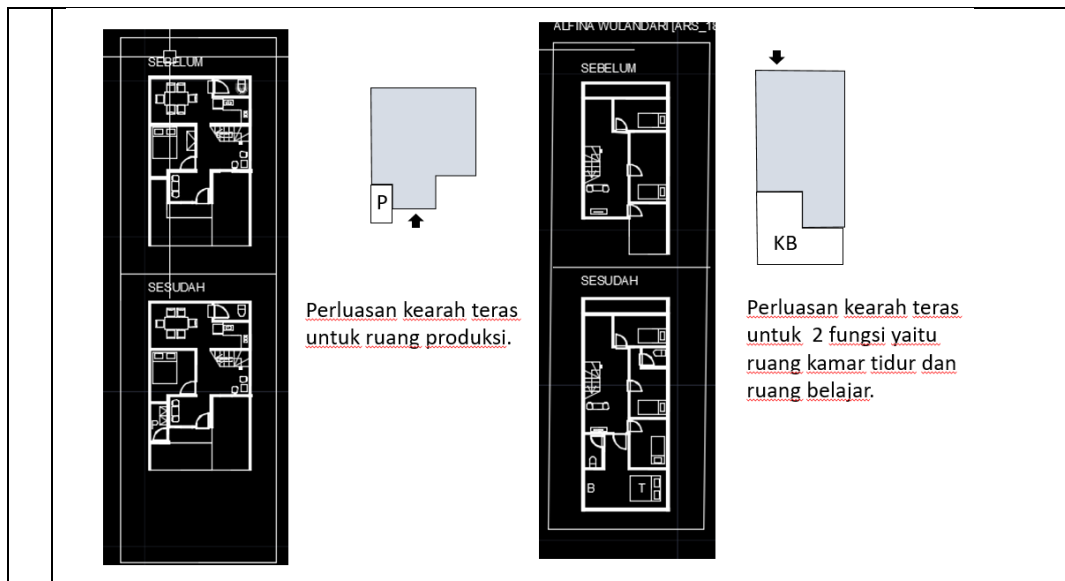 SEBELUM
P
SESUDAH
P
Perluasan kearah teras
untuk ruang produksi.
ALFINA WULANDARI [ARS_18
SEBELUM
KB
SESUDAH
B
T
Perluasan kearah teras
untuk 2 fungsi yaitu
ruang kamar tidur dan
ruang belajar.